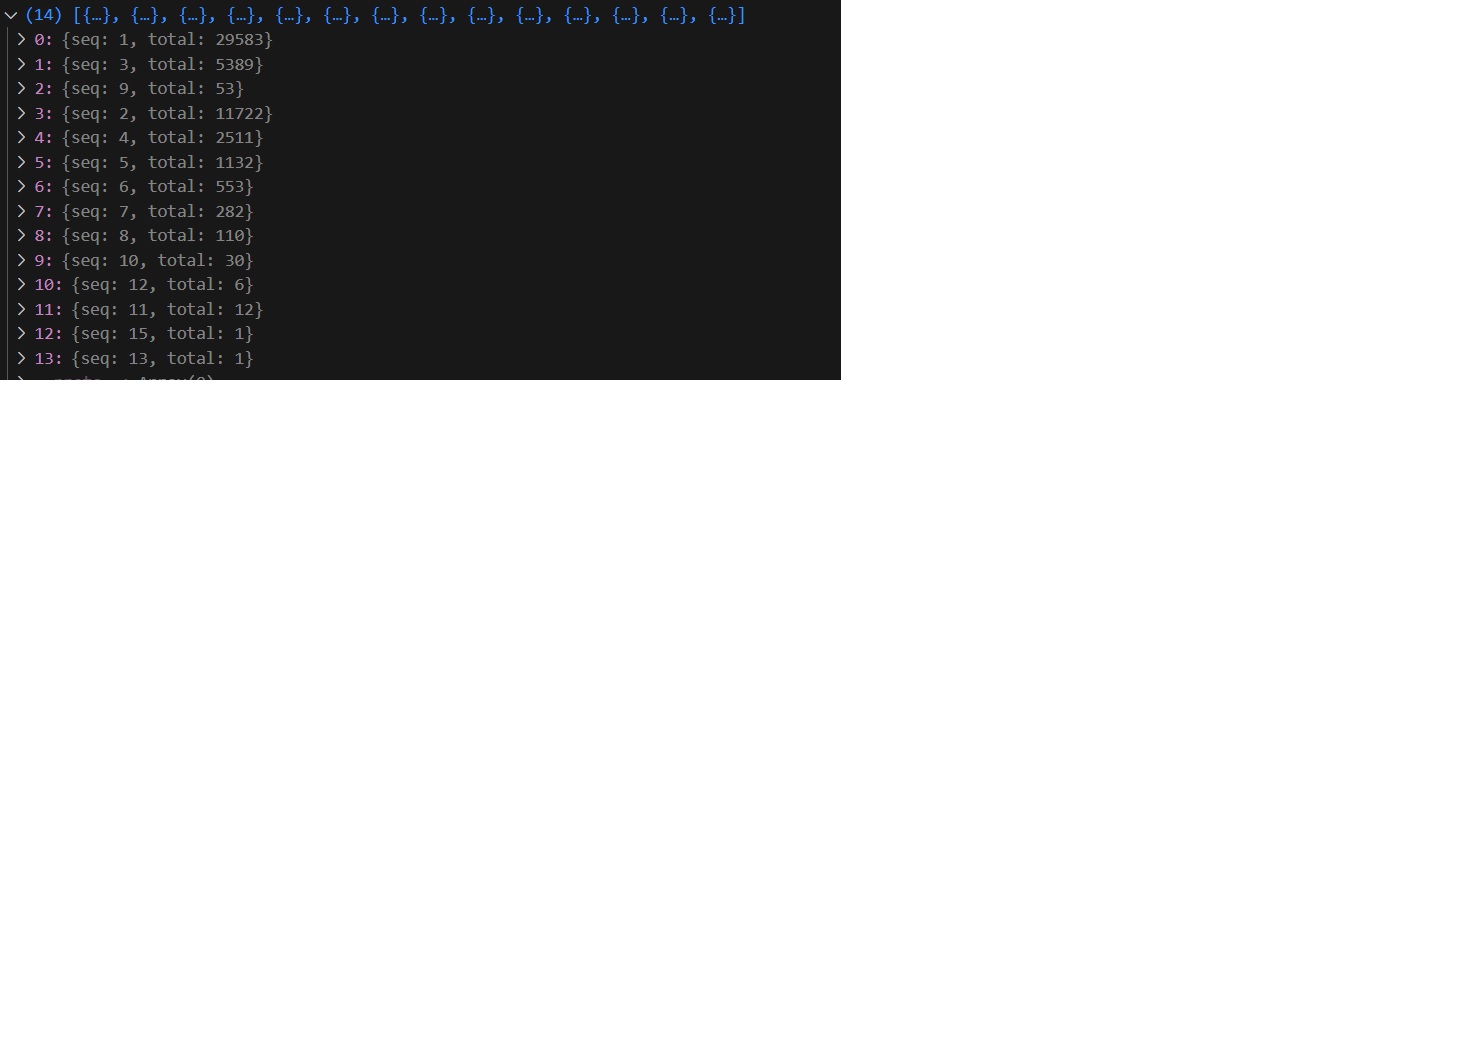 (14) [{…}, {…}, {…}, {…}, {…}, {…}, {…}, {…}, {…}, {…}, {…}, {…}, {…}, {…}]
0: {seq: 1, total: 29583}
1: {seq: 3, total: 5389}
2: {seq: 9, total: 53}
3: {seq: 2, total: 11722}
4: {seq: 4, total: 2511}
5: {seq: 5, total: 1132}
6: {seq: 6, total: 553}
7: {seq: 7, total: 282}
8: {seq: 8, total: 110}
9: {seq: 10, total: 30}
10: {seq: 12, total: 6}
11: {seq: 11, total: 12}
12: {seq: 15, total: 1}
13: {seq: 13, total: 1}